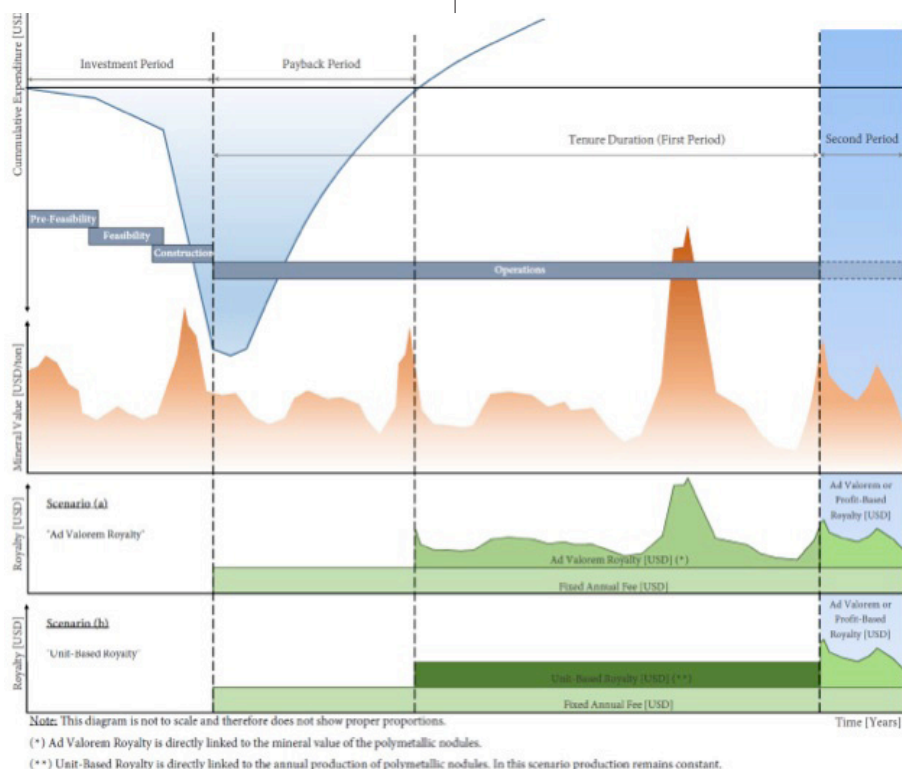 Cummulative Expenditure [USD
Investment Period
Payback Period
Tenure Duration (First Period)
Second Period
Pre-Feasibility
Feasibility
Construction
Operations
Mineral Value [USD/ton]
Royalty [USD]
Scenario (a)
"Ad Valorem Royalty"
Ad Valorem Royalty [USD] (*)
Fixed Annual Fee [USD]
Ad Valorem or
Profit-Based
Royalty [USD]
Royalty [USD]
Scenario (b)
"Unit-Based Royalty"
Unit-Based Royalty [USD] (**)
Fixed Annual Fee [USD]
Ad Valorem or
Profit-Based
Royalty [USD]
Note: This diagram is not to scale and therefore does not show proper proportions.
Time [Years]
(*) Ad Valorem Royalty is directly linked to the mineral value of the polymetallic nodules.
(**) Unit-Based Royalty is directly linked to the annual production of polymetallic nodules. In this scenario production remains constant.